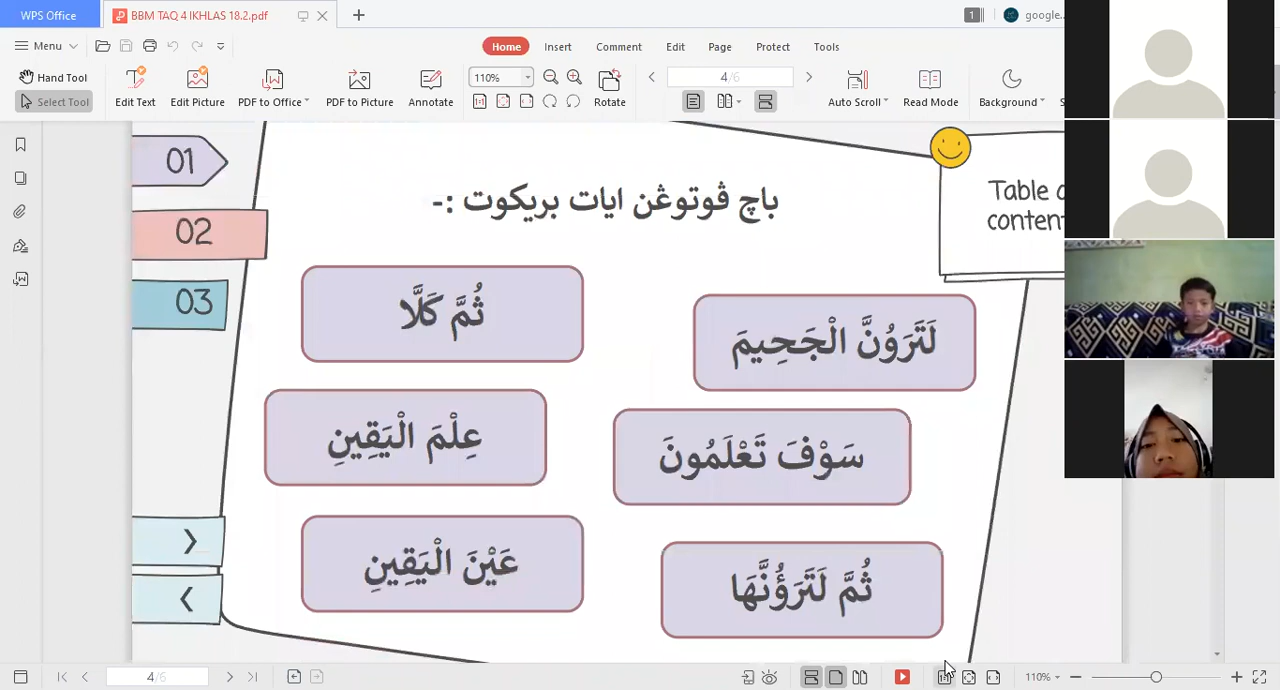 WPS Office
BBM TAQ 4 IKHLAS 18.2.pdf
1
google..
Menu
Home Insert Comment Edit Page Protect Tools
Hand Tool
Select Tool
Edit Text
Edit Picture
PDF to Office
PDF to Picture
Annotate
110%
Rotate
4/6
Auto Scroll
Read Mode
Background
01
02
03
باچ ڤوتوڠن ايات بريكوت :-
Table o
content
ثُمَّ كَلَّا
لَتَرَوُنَّ الْجَحِيمَ
عِلْمَ الْيَقِينِ
سَوْفَ تَعْلَمُونَ
عَيْنَ الْيَقِينِ
ثُمَّ لَتَرَوُنَّهَا
4/6
110%